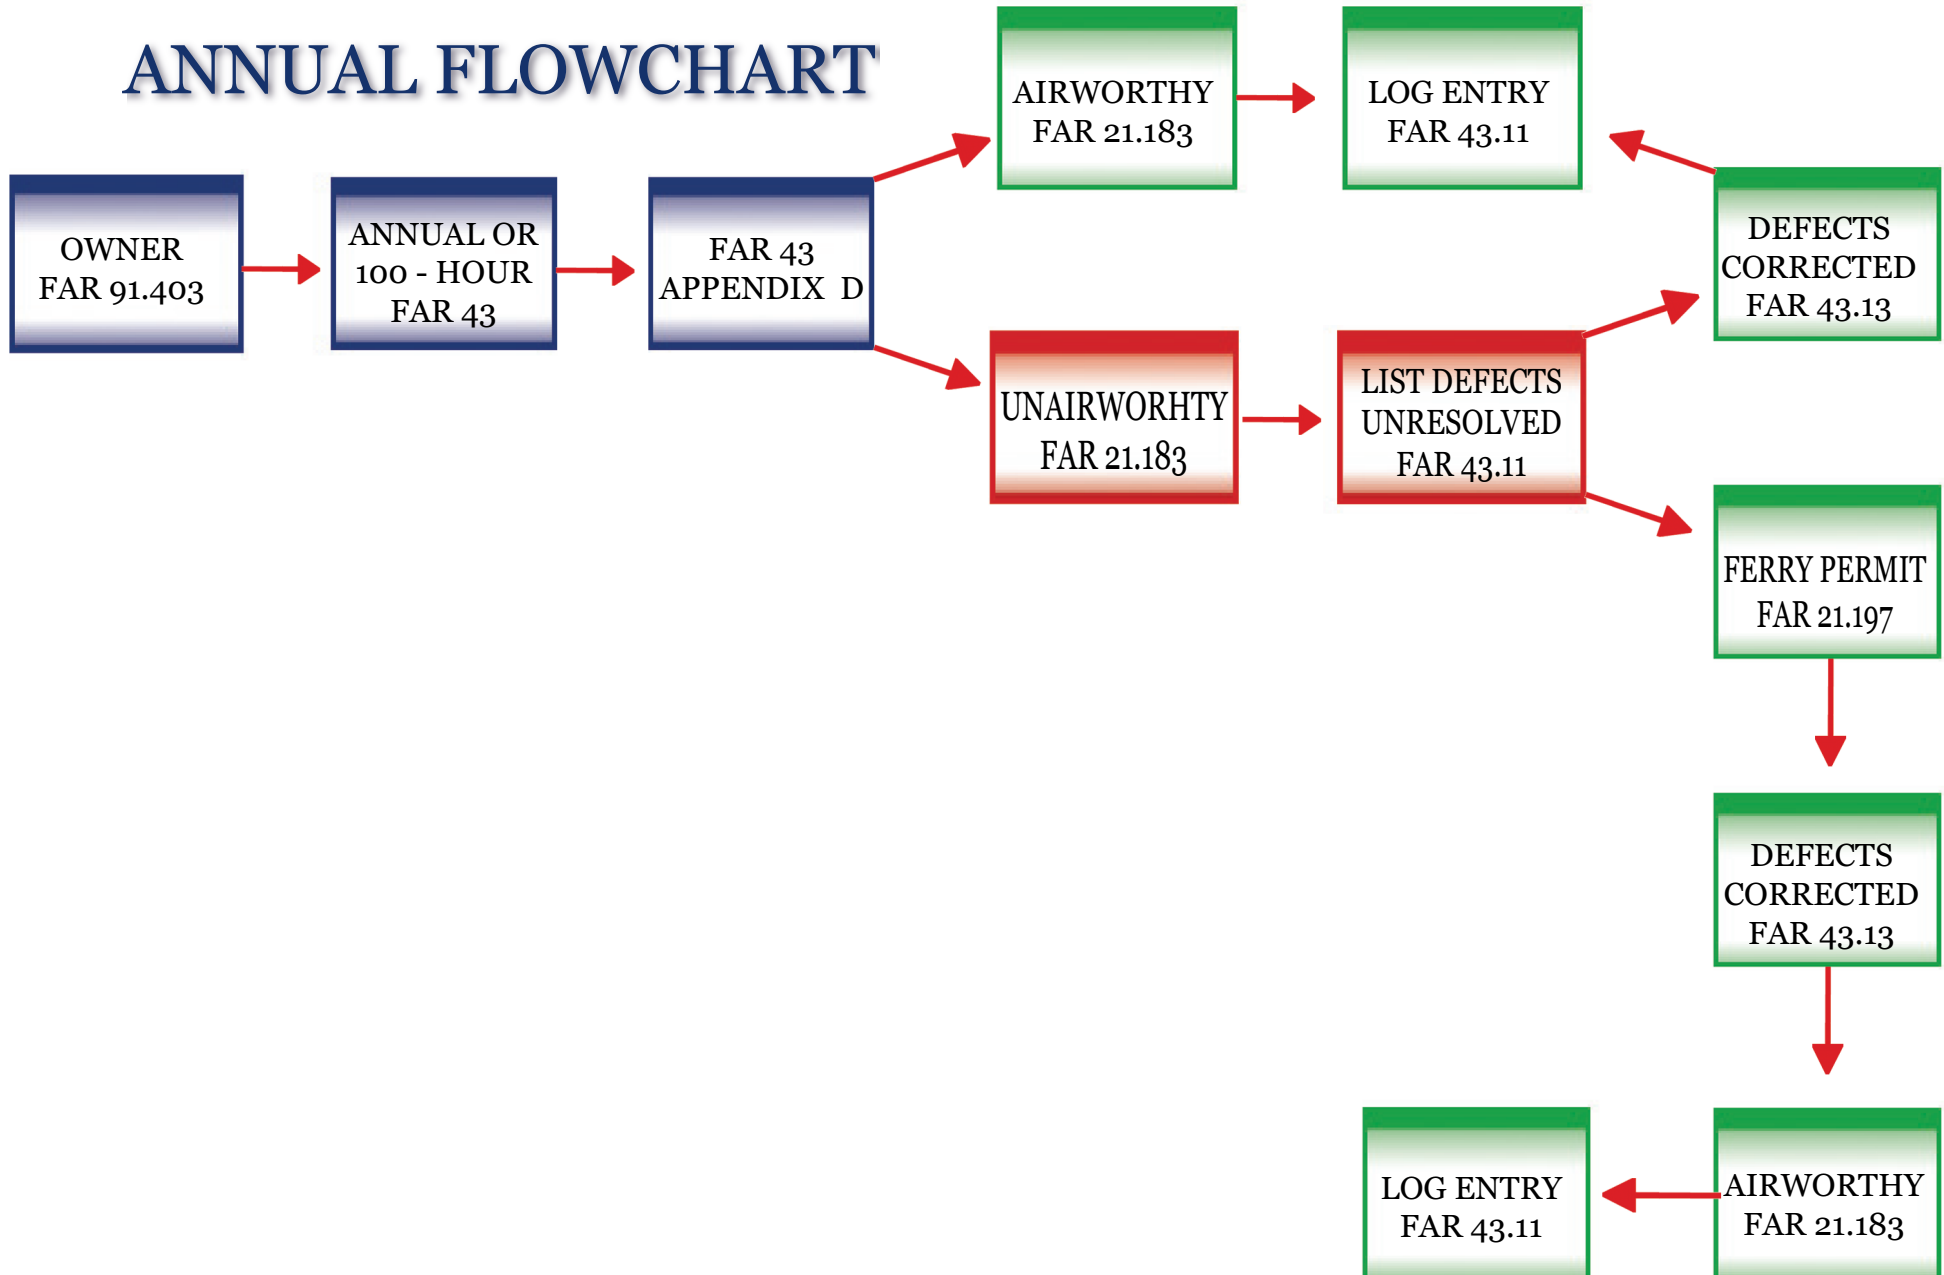 ANNUAL FLOWCHART
OWNER
FAR 91.403
ANNUAL OR
100 - HOUR
FAR 43
FAR 43
APPENDIX D
AIRWORTHY
FAR 21.183
LOG ENTRY
FAR 43.11
UNAIRWORHTY
FAR 21.183
LIST DEFECTS
UNRESOLVED
FAR 43.11
DEFECTS
CORRECTED
FAR 43.13
FERRY PERMIT
FAR 21.197
DEFECTS
CORRECTED
FAR 43.13
AIRWORTHY
FAR 21.183
LOG ENTRY
FAR 43.11